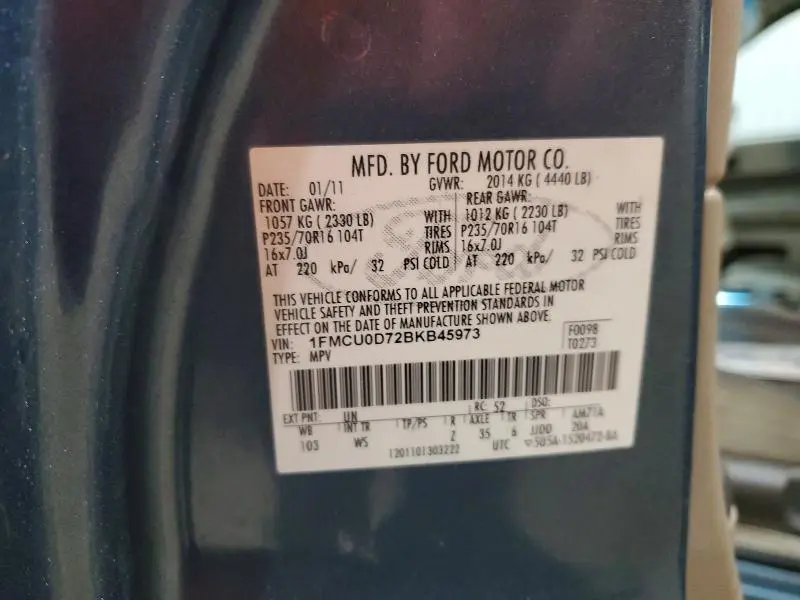 MFD. BY FORD MOTOR CO.
DATE: 01/11 GVWR: 2014 KG ( 4440 LB)
FRONT GAWR: REAR GAWR:
1057 KG ( 2330 LB) WITH 1012 KG ( 2230 LB) WITH
P235/70R16 104T TIRES P235/70R16 104T TIRES
16x7.0J RIMS 16x7.0J RIMS
AT 220 kPa/ 32 PSI COLD AT 220 kPa/ 32 PSI COLD
THIS VEHICLE CONFORMS TO ALL APPLICABLE FEDERAL MOTOR
VEHICLE SAFETY AND THEFT PREVENTION STANDARDS IN
EFFECT ON THE DATE OF MANUFACTURE SHOWN ABOVE.
VIN: 1FMCU0D72BKB45973 F0098
TYPE: MPV T0273
EXT PNT: UN RC: 52 DSO:
WB INT TR TP/PS R AXLE TR SPR
103 WS 2 35 6 JJDD 20A
1201101303222 UTC